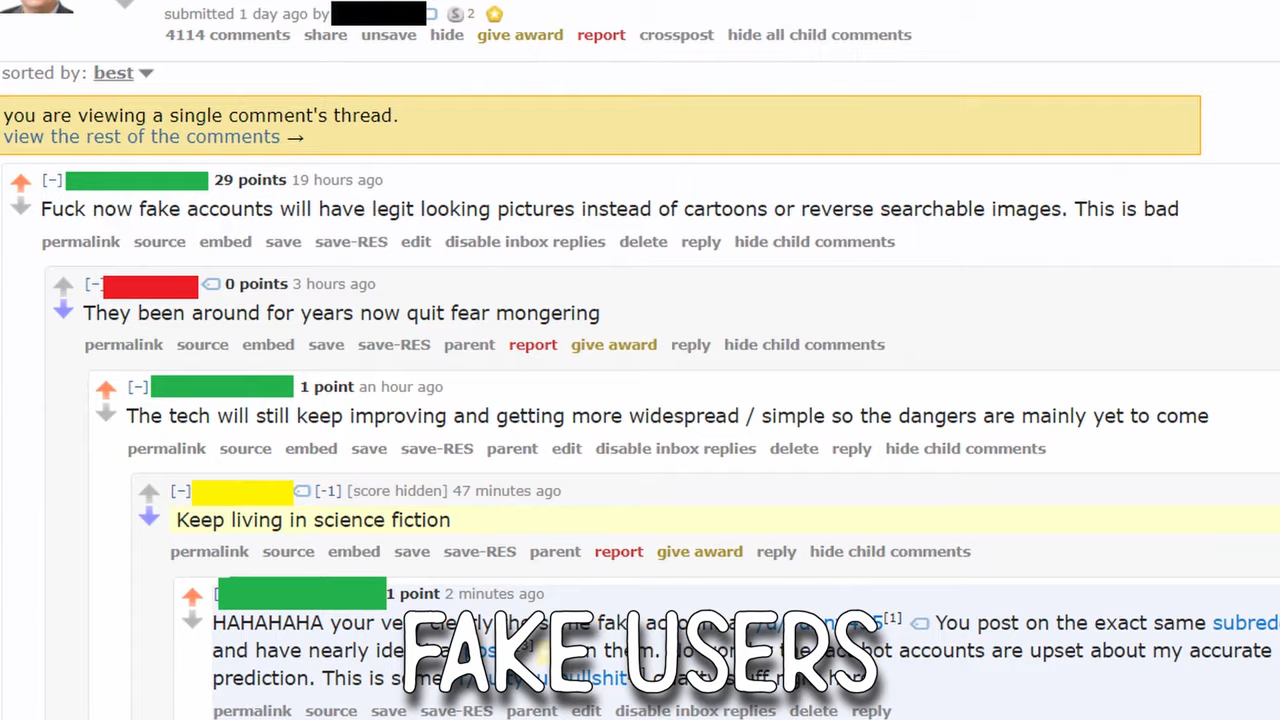 submitted 1 day ago by S 2
4114 comments share unsave hide give award report crosspost hide all child comments
sorted by: best
you are viewing a single comment's thread.
view the rest of the comments →
[–] 29 points 19 hours ago
Fuck now fake accounts will have legit looking pictures instead of cartoons or reverse searchable images. This is bad
permalink source embed save save-RES edit disable inbox replies delete reply hide child comments
[–] 0 points 3 hours ago
They been around for years now quit fear mongering
permalink source embed save save-RES parent report give award reply hide child comments
[–] 1 point an hour ago
The tech will still keep improving and getting more widespread / simple so the dangers are mainly yet to come
permalink source embed save save-RES parent edit disable inbox replies delete reply hide child comments
[–] [-1] [score hidden] 47 minutes ago
Keep living in science fiction
permalink source embed save save-RES parent report give award reply hide child comments
1 point 2 minutes ago
HAHAHAHA your [1] You post on the exact same
and have nearly them. accounts are upset about my accurate
prediction. This is
permalink source save save-RES parent edit disable inbox replies delete reply
FAKE USERS